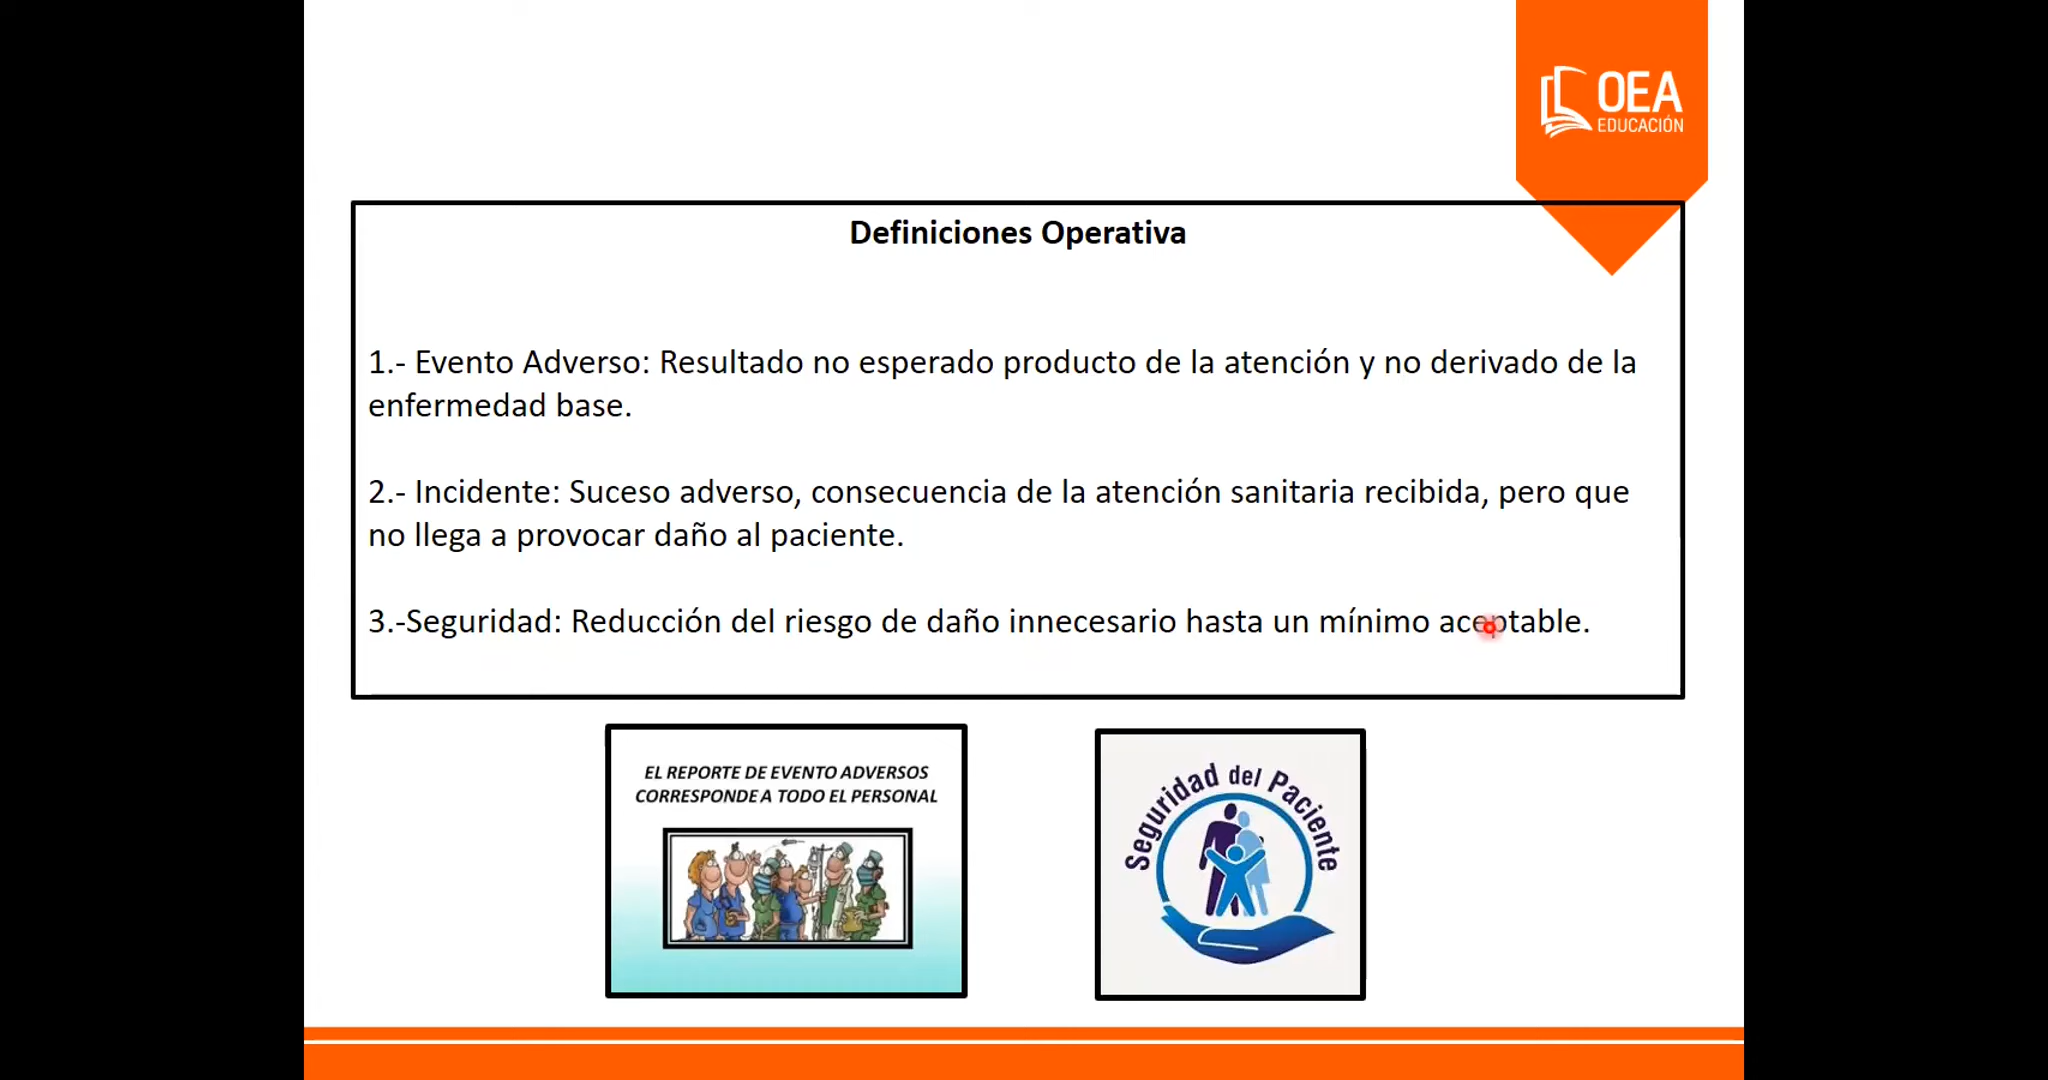 OEA
EDUCACIÓN
Definiciones Operativa
1.- Evento Adverso: Resultado no esperado producto de la atención y no derivado de la
enfermedad base.
2.- Incidente: Suceso adverso, consecuencia de la atención sanitaria recibida, pero que
no llega a provocar daño al paciente.
3.-Seguridad: Reducción del riesgo de daño innecesario hasta un mínimo aceptable.
EL REPORTE DE EVENTO ADVERSOS
CORRESPONDE A TODO EL PERSONAL
Seguridad del Paciente